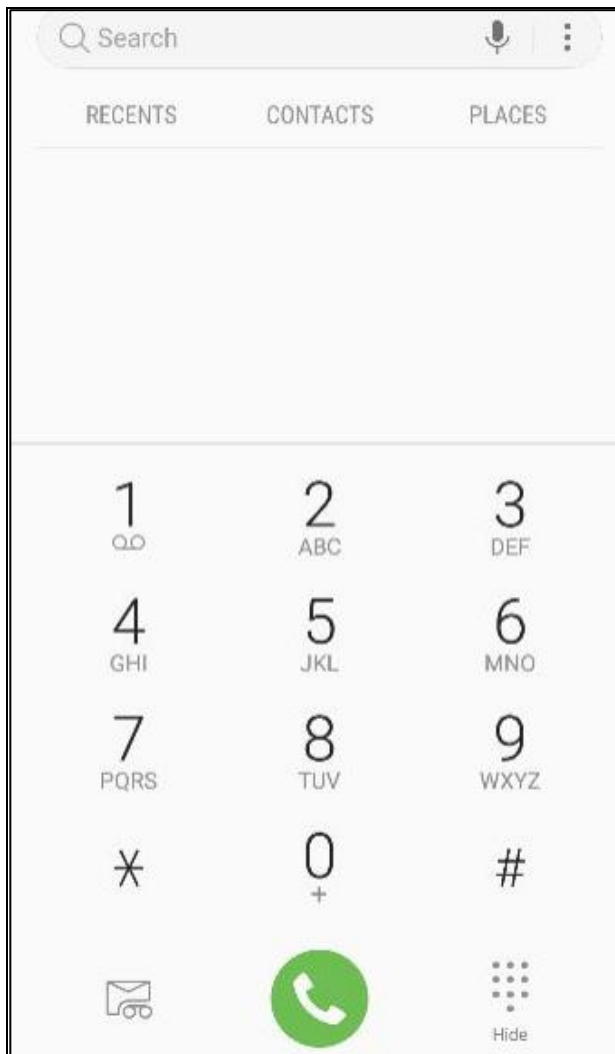 Search
RECENTS CONTACTS PLACES
1 2 3
ABC DEF
4 5 6
GHI JKL MNO
7 8 9
PQRS TUV WXYZ
* 0 #
+
Hide